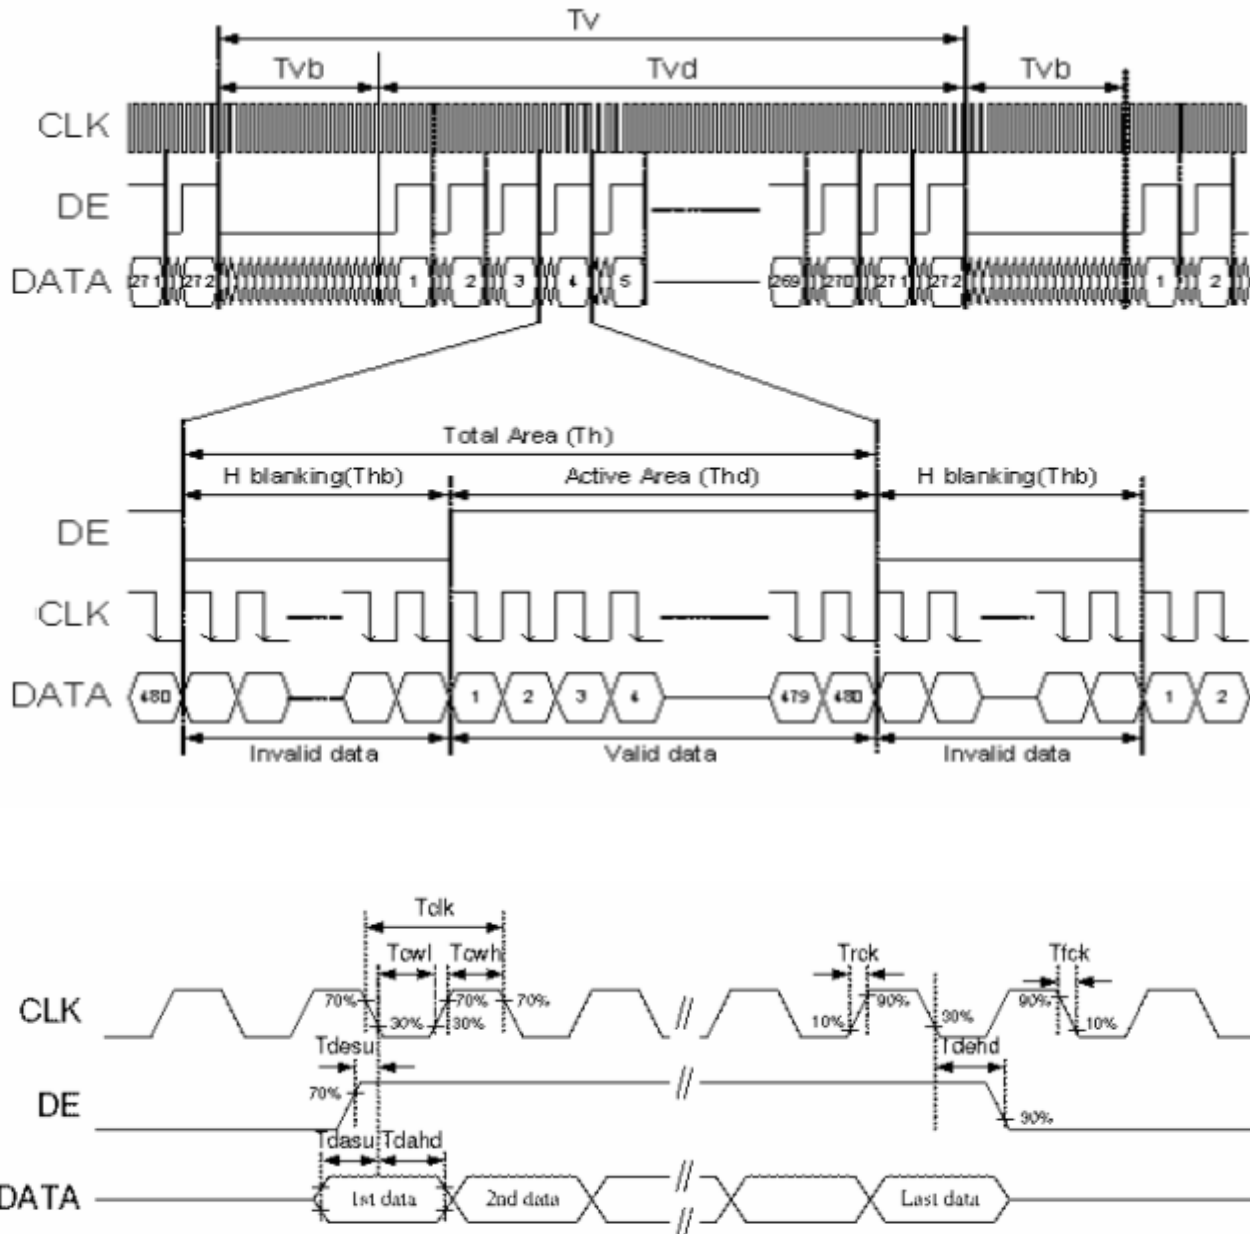 Tv
Tvb Tvd Tvb
CLK
DE
DATA 271 272 1 2 3 4 5 269 270 271 272 1 2
Total Area (Th)
H blanking(Thb) Active Area (Thd) H blanking(Thb)
DE
CLK
DATA 480 1 2 3 4 479 480 1 2
Invalid data Valid data Invalid data
Tclk
Tcwl Tcwh Trck Tfck
CLK 70% 30% 30% 70% 70% 10% 90% 30% 90% 10%
Tdesu Tdehd
DE 70% 30%
Tdasu Tdahd
DATA 1st data 2nd data // Last data